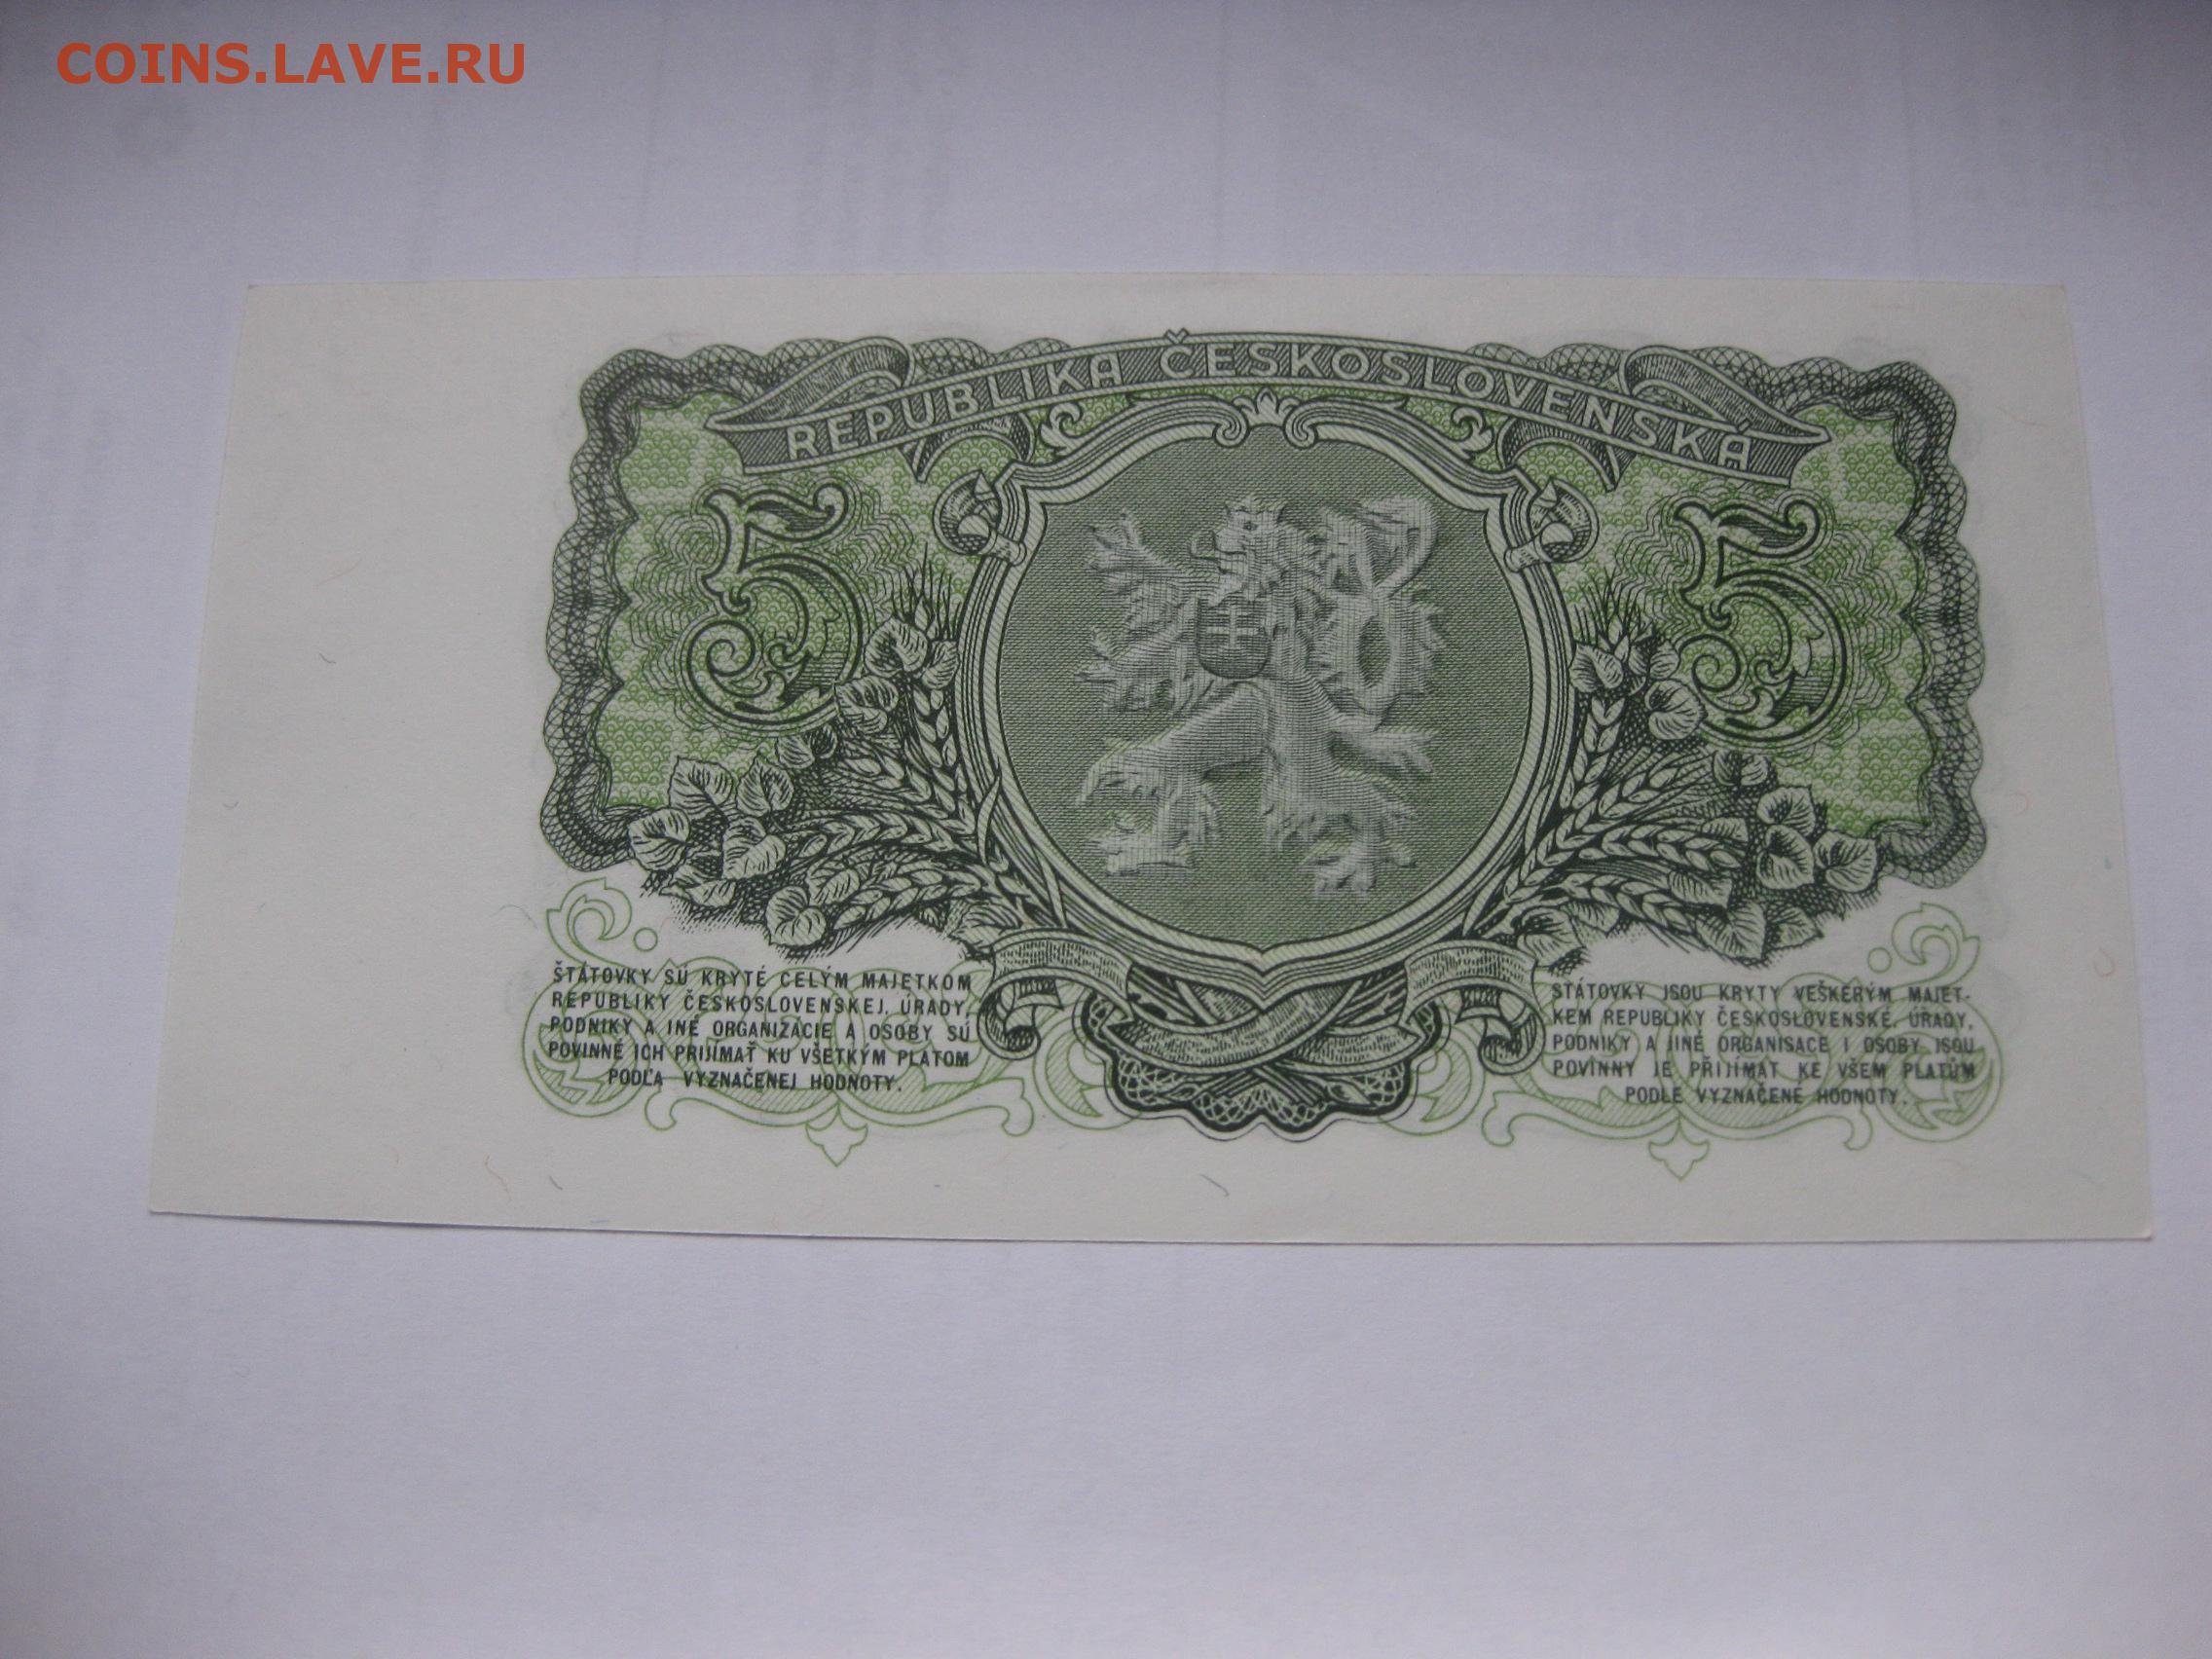 COINS.LAVE.RU
REPUBLIKA ČESKOSLOVENSKÁ
5
5
ŠTÁTOVKY SÚ KRYTÉ CELÝM MAJETKOM
REPUBLIKY ČESKOSLOVENSKEJ. ÚRADY,
PODNIKY A INÉ ORGANIZÁCIE A OSOBY SÚ
POVINNÉ ICH PRIJÍMAŤ KU VŠETKÝM PLATOM
PODĽA VYZNAČENEJ HODNOTY.
STÁTOVKY JSOU KRYTY VEŠKERÝM MAJET-
KEM REPUBLIKY ČESKOSLOVENSKÉ. ÚŘADY,
PODNIKY A JINÉ ORGANISACE I OSOBY JSOU
POVINNY JE PŘIJÍMAT KE VŠEM PLATŮM
PODLE VYZNAČENÉ HODNOTY.